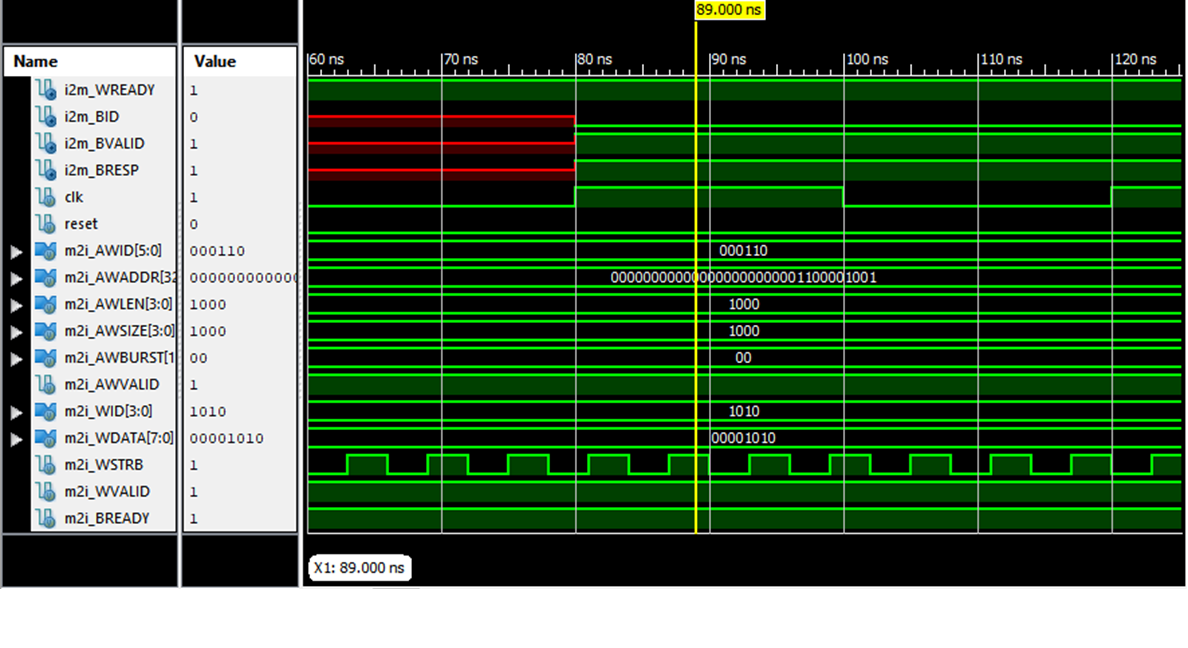 89.000 ns
Name Value 60 ns 70 ns 80 ns 90 ns 100 ns 110 ns 120 ns
i2m_WREADY 1
i2m_BID 0
i2m_BVALID 1
i2m_BRESP 1
clk 1
reset 0
m2i_AWID[5:0] 000110 000110
m2i_AWADDR[32 000000000000 000000000000000000000001100001001
m2i_AWLEN[3:0] 1000 1000
m2i_AWSIZE[3:0] 1000 1000
m2i_AWBURST[1 00 00
m2i_AWVALID 1
m2i_WID[3:0] 1010 1010
m2i_WDATA[7:0] 00001010 00001010
m2i_WSTRB 1
m2i_WVALID 1
m2i_BREADY 1
X1: 89.000 ns